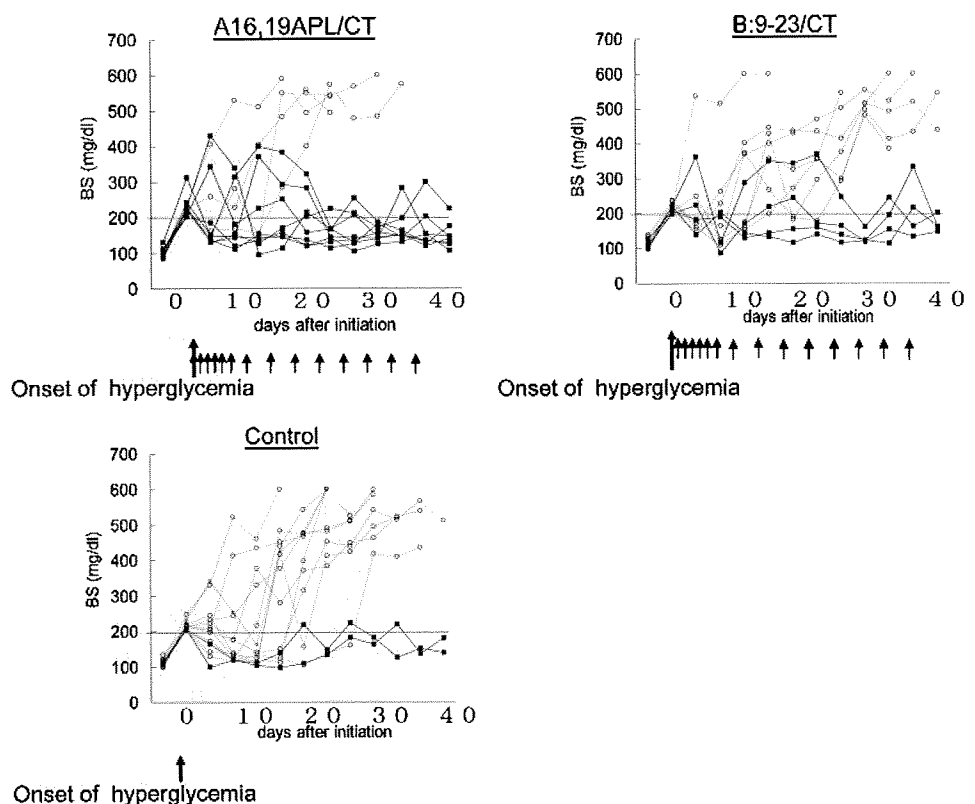 A16,19APL/CT
BS (mg/dl)
700
600
500
400
300
200
100
0
0 10 20 30 40
days after initiation
Onset of hyperglycemia
B:9-23/CT
BS (mg/dl)
700
600
500
400
300
200
100
0
0 10 20 30 40
days after initiation
Onset of hyperglycemia
Control
BS (mg/dl)
700
600
500
400
300
200
100
0
0 10 20 30 40
days after initiation
Onset of hyperglycemia